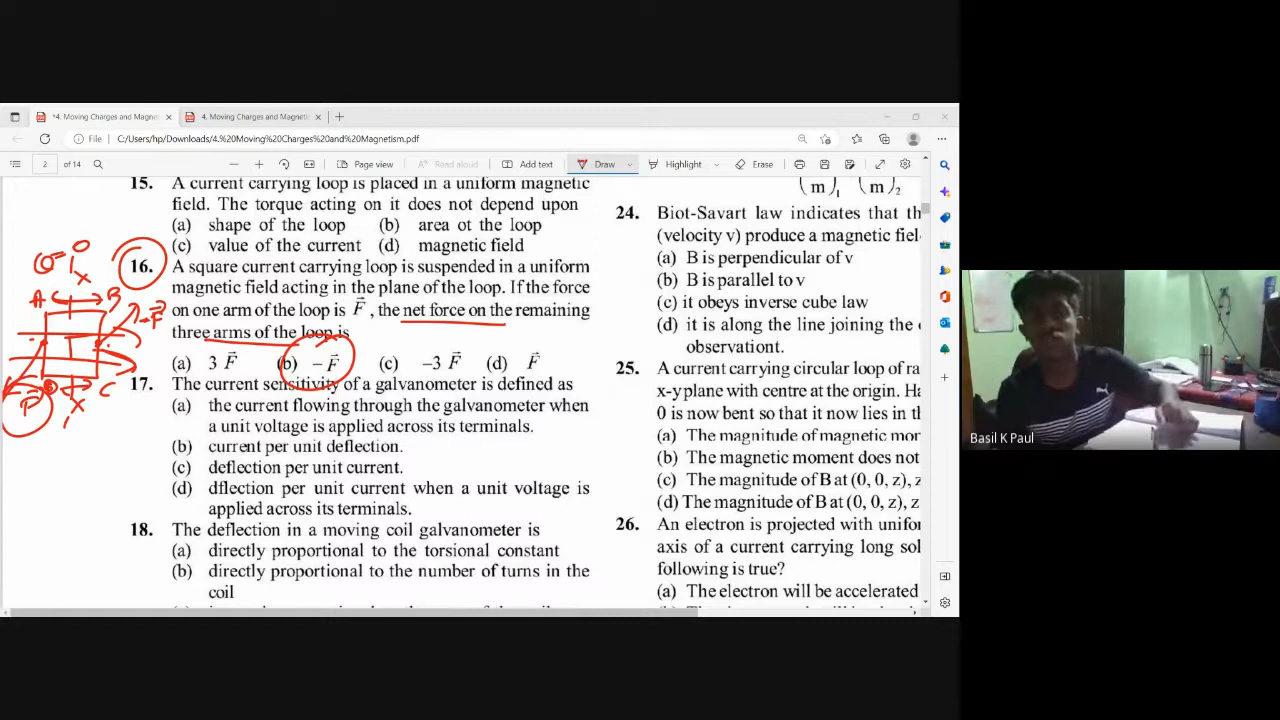 *4. Moving Charges and Magnetis
4. Moving Charges and Magneti
File
C:/Users/hp/Downloads/4.%20Moving%20Charges%20and%20Magnetism.pdf
2 of 14
Page view
Read aloud
Add text
Draw
Highlight
Erase
15. A current carrying loop is placed in a uniform magnetic
field. The torque acting on it does not depend upon
(a) shape of the loop (b) area ot the loop
(c) value of the current (d) magnetic field
16. A square current carrying loop is suspended in a uniform
magnetic field acting in the plane of the loop. If the force
on one arm of the loop is F⃗, the net force on the remaining
three arms of the loop is
(a) 3 F⃗ (b) – F⃗ (c) –3 F⃗ (d) F⃗
17. The current sensitivity of a galvanometer is defined as
(a) the current flowing through the galvanometer when
a unit voltage is applied across its terminals.
(b) current per unit deflection.
(c) deflection per unit current.
(d) dflection per unit current when a unit voltage is
applied across its terminals.
18. The deflection in a moving coil galvanometer is
(a) directly proportional to the torsional constant
(b) directly proportional to the number of turns in the
coil
A B
-F⃗
C
F⃗
X
(m)₁ (m)₂
24. Biot-Savart law indicates that th
(velocity v) produce a magnetic fiel
(a) B is perpendicular of v
(b) B is parallel to v
(c) it obeys inverse cube law
(d) it is along the line joining the
observationt.
25. A current carrying circular loop of ra
x-y plane with centre at the origin. Ha
0 is now bent so that it now lies in th
(a) The magnitude of magnetic mor
(b) The magnetic moment does not
(c) The magnitude of B at (0, 0, z), z
(d) The magnitude of B at (0, 0, z), z
26. An electron is projected with unifor
axis of a current carrying long sol
following is true?
(a) The electron will be accelerated
Basil K Paul